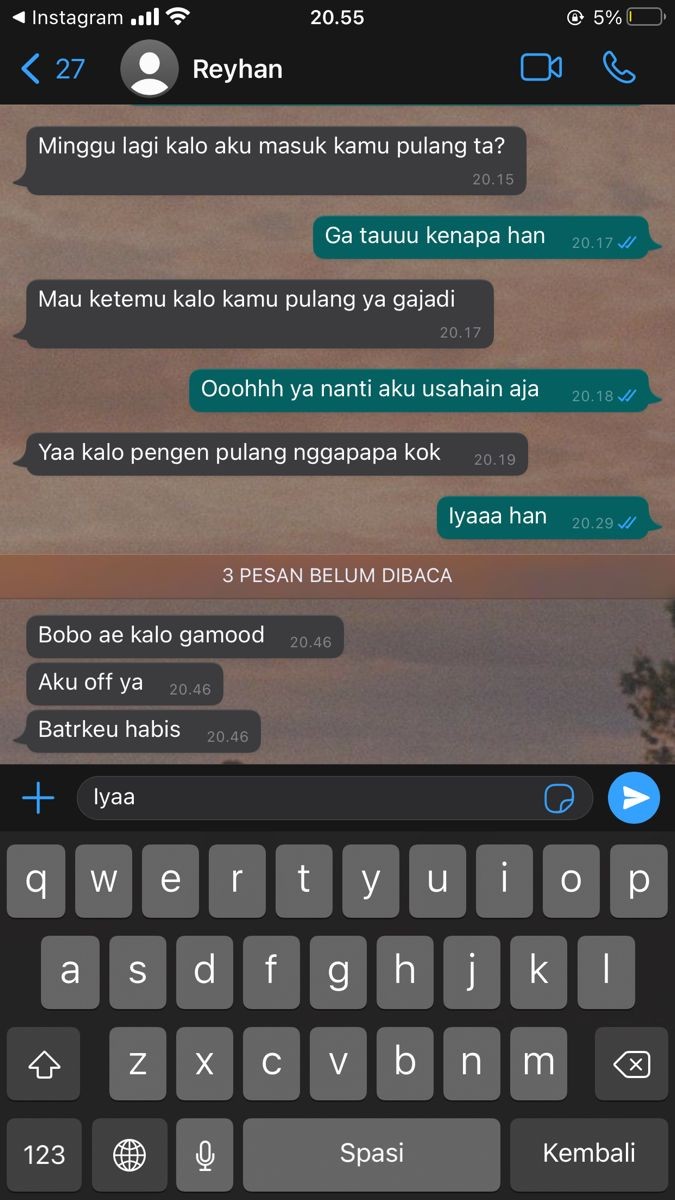 Instagram 20.55 5%
27 Reyhan
Minggu lagi kalo aku masuk kamu pulang ta?
20.15
Ga tauuu kenapa han 20.17
Mau ketemu kalo kamu pulang ya gajadi
20.17
Ooohhh ya nanti aku usahain aja 20.18
Yaa kalo pengen pulang nggapapa kok 20.19
Iyaaa han 20.29
3 PESAN BELUM DIBACA
Bobo ae kalo gamood 20.46
Aku off ya 20.46
Batrkeu habis 20.46
Iyaa
q w e r t y u i o p
a s d f g h j k l
z x c v b n m
123 Spasi Kembali